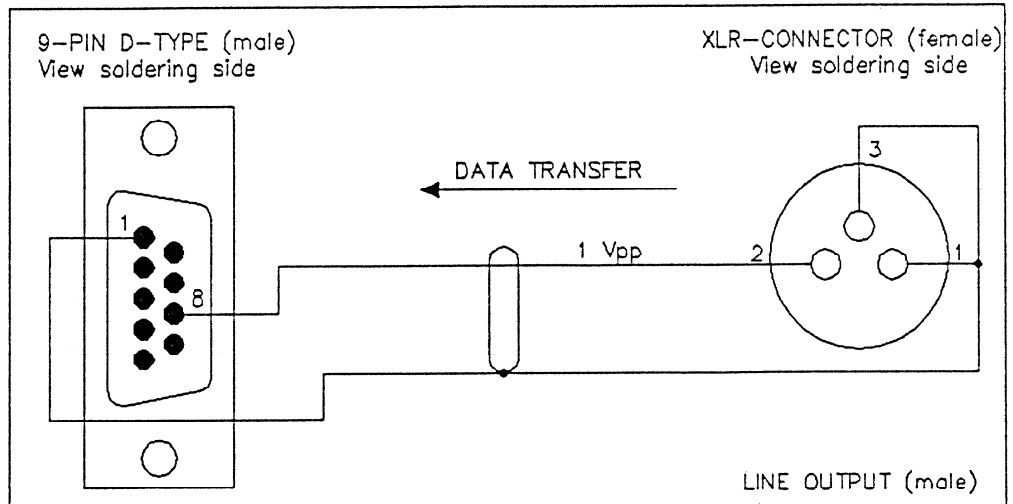 9-PIN D-TYPE (male)
View soldering side
XLR-CONNECTOR (female)
View soldering side
3
DATA TRANSFER
1
1 Vpp
2
1
8
LINE OUTPUT (male)